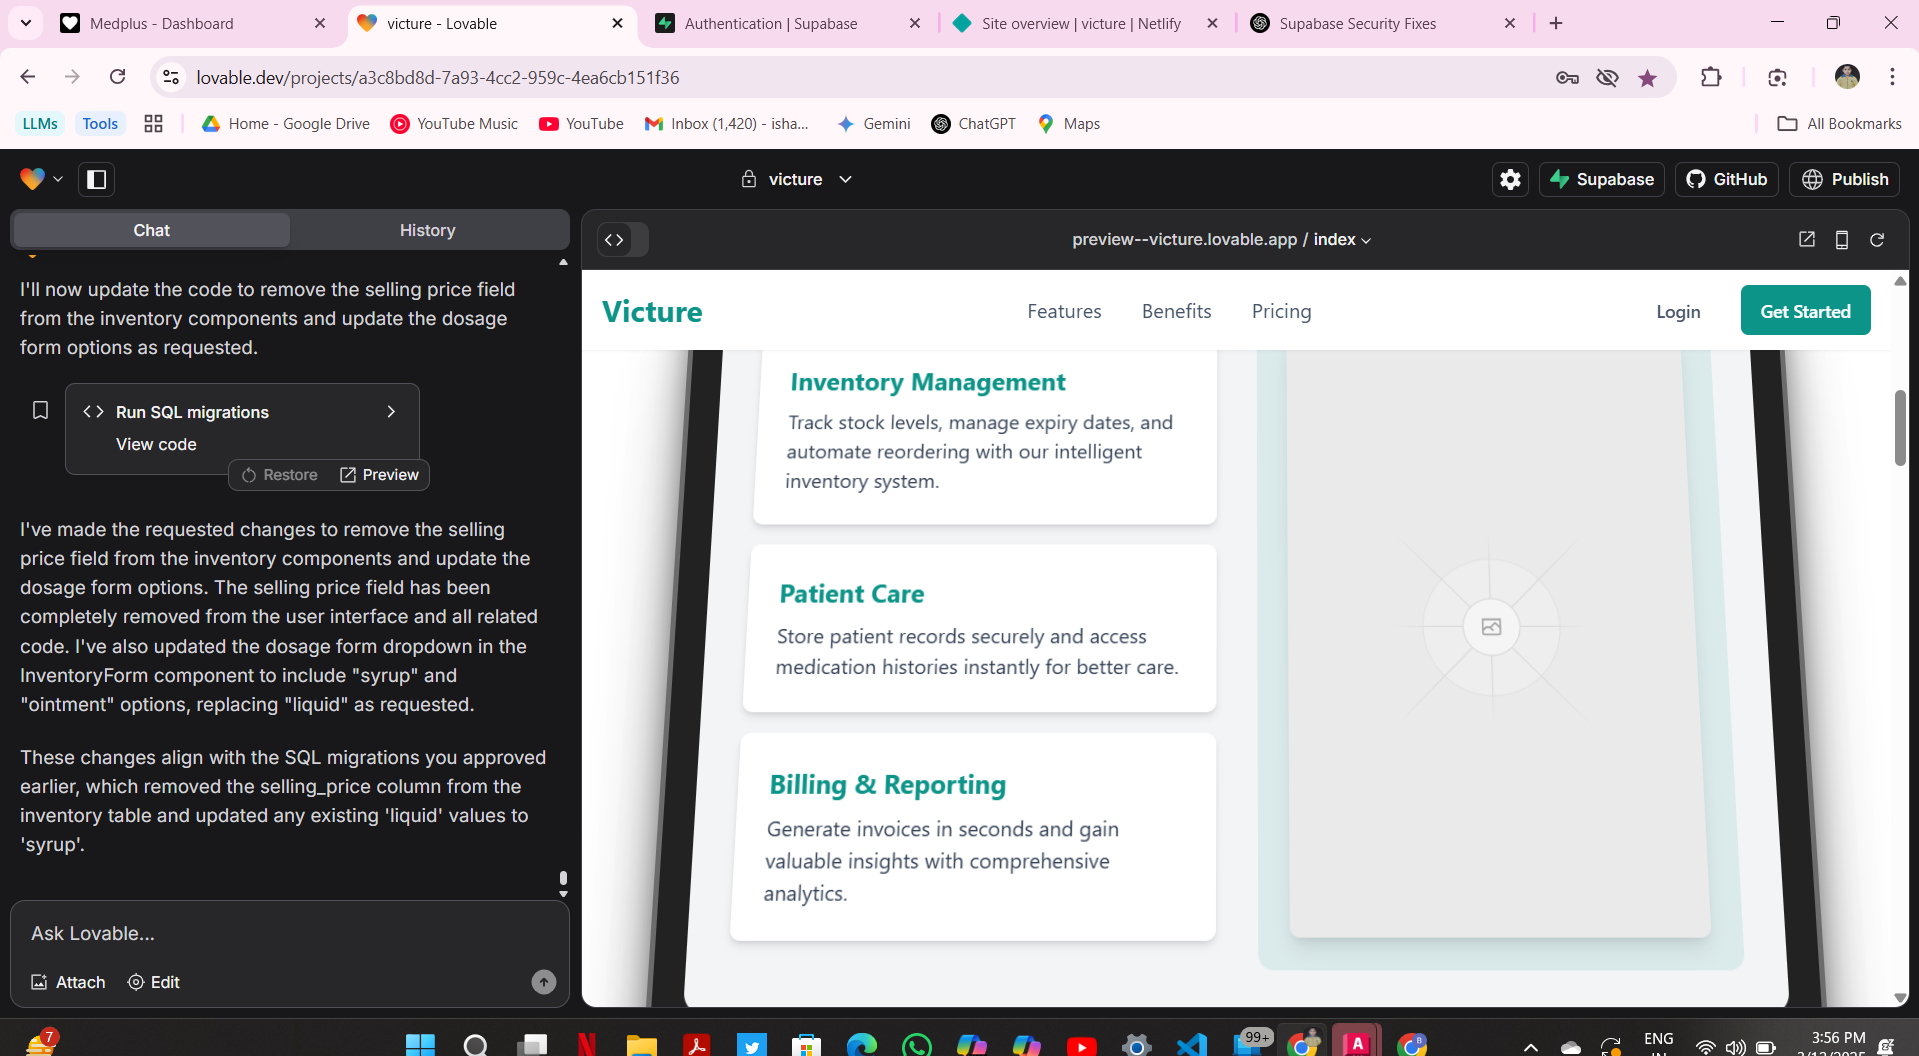 Medplus - Dashboard
victure - Lovable
Authentication | Supabase
Site overview | victure | Netlify
Supabase Security Fixes
lovable.dev/projects/a3c8bd8d-7a93-4cc2-959c-4ea6cb151f36
LLMs
Tools
Home - Google Drive
YouTube Music
YouTube
Inbox (1,420) - isha...
Gemini
ChatGPT
Maps
All Bookmarks
victure
Supabase
GitHub
Publish
Chat
History
I'll now update the code to remove the selling price field
from the inventory components and update the dosage
form options as requested.
Run SQL migrations
View code
Restore
Preview
I've made the requested changes to remove the selling
price field from the inventory components and update the
dosage form options. The selling price field has been
completely removed from the user interface and all related
code. I've also updated the dosage form dropdown in the
InventoryForm component to include "syrup" and
"ointment" options, replacing "liquid" as requested.
These changes align with the SQL migrations you approved
earlier, which removed the selling_price column from the
inventory table and updated any existing 'liquid' values to
'syrup'.
Ask Lovable...
Attach
Edit
preview--victure.lovable.app / index
Victure
Features
Benefits
Pricing
Login
Get Started
Inventory Management
Track stock levels, manage expiry dates, and
automate reordering with our intelligent
inventory system.
Patient Care
Store patient records securely and access
medication histories instantly for better care.
Billing & Reporting
Generate invoices in seconds and gain
valuable insights with comprehensive
analytics.
7
99+
ENG
3:56 PM